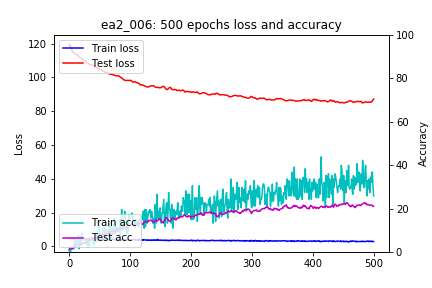 ea2_006: 500 epochs loss and accuracy
Train loss
Test loss
Train acc
Test acc
Loss
120
100
80
60
40
20
0
Accuracy
100
80
60
40
20
0
0
100
200
300
400
500